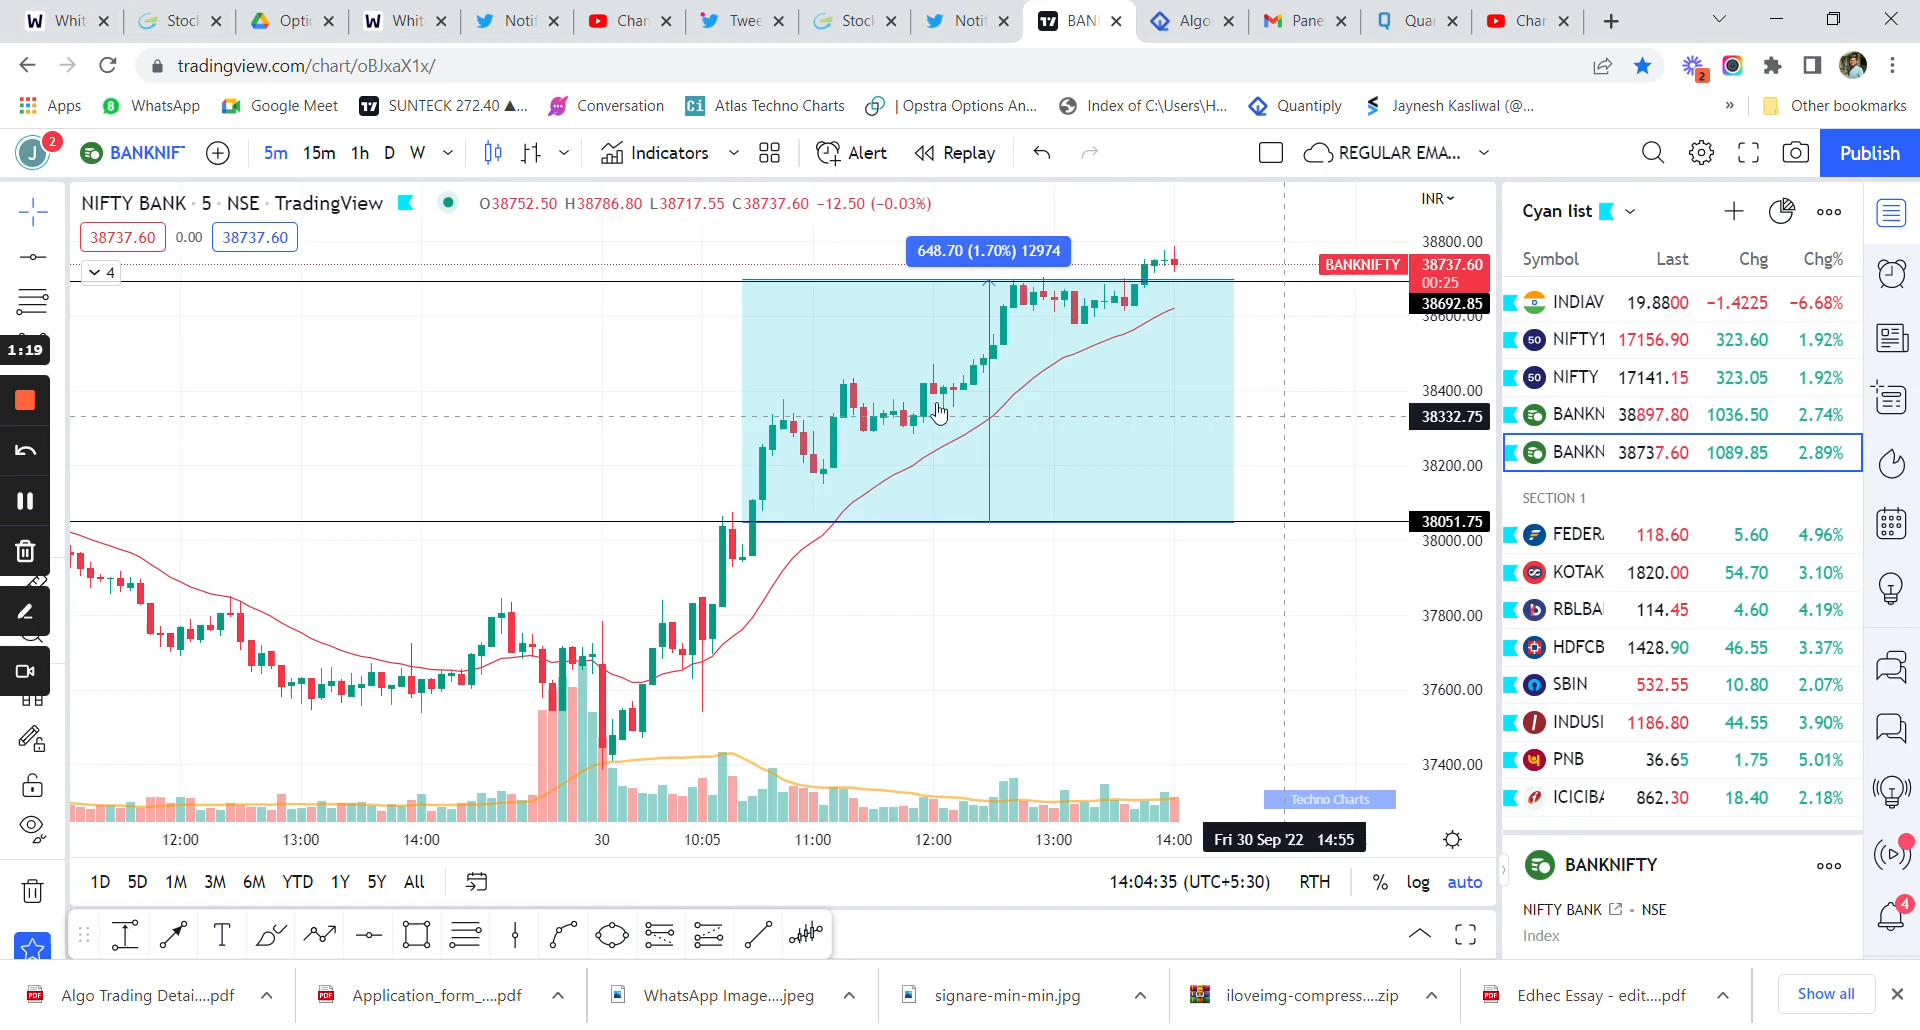 Whit
Stock
Optio
Whit
Notif
Chan
Twee
Stock
Notif
BANI
Algo
Pane
Qua
Char
tradingview.com/chart/oBJxaX1x/
2
Apps
WhatsApp
Google Meet
SUNTECK 272.40 ▲...
Conversation
Atlas Techno Charts
| Opstra Options An...
Index of C:\Users\H...
Quantiply
Jaynesh Kasliwal (@...
»
Other bookmarks
J
2
BANKNIF
5m
15m
1h
D
W
Indicators
Alert
Replay
REGULAR EMA...
Publish
NIFTY BANK · 5 · NSE · TradingView
O38752.50 H38786.80 L38717.55 C38737.60 −12.50 (−0.03%)
38737.60
0.00
38737.60
4
648.70 (1.70%) 12974
INR
38800.00
BANKNIFTY
38737.60
00:25
38692.85
38600.00
38400.00
38332.75
38200.00
38051.75
38000.00
37800.00
37600.00
37400.00
Techno Charts
1:19
12:00
13:00
14:00
30
10:05
11:00
12:00
13:00
14:00
Fri 30 Sep '22 14:55
1D
5D
1M
3M
6M
YTD
1Y
5Y
All
14:04:35 (UTC+5:30)
RTH
%
log
auto
Cyan list
Symbol Last Chg Chg%
INDIAV 19.8800 −1.4225 −6.68%
50 NIFTY1 17156.90 323.60 1.92%
50 NIFTY 17141.15 323.05 1.92%
BANKN 38897.80 1036.50 2.74%
BANKN 38737.60 1089.85 2.89%
SECTION 1
FEDER 118.60 5.60 4.96%
KOTAK 1820.00 54.70 3.10%
RBLBA 114.45 4.60 4.19%
HDFCB 1428.90 46.55 3.37%
SBIN 532.55 10.80 2.07%
INDUSI 1186.80 44.55 3.90%
PNB 36.65 1.75 5.01%
ICICIBA 862.30 18.40 2.18%
BANKNIFTY
NIFTY BANK · NSE
Index
4
Algo Trading Detai....pdf
Application_form_....pdf
WhatsApp Image....jpeg
signare-min-min.jpg
iloveimg-compress....zip
Edhec Essay - edit....pdf
Show all